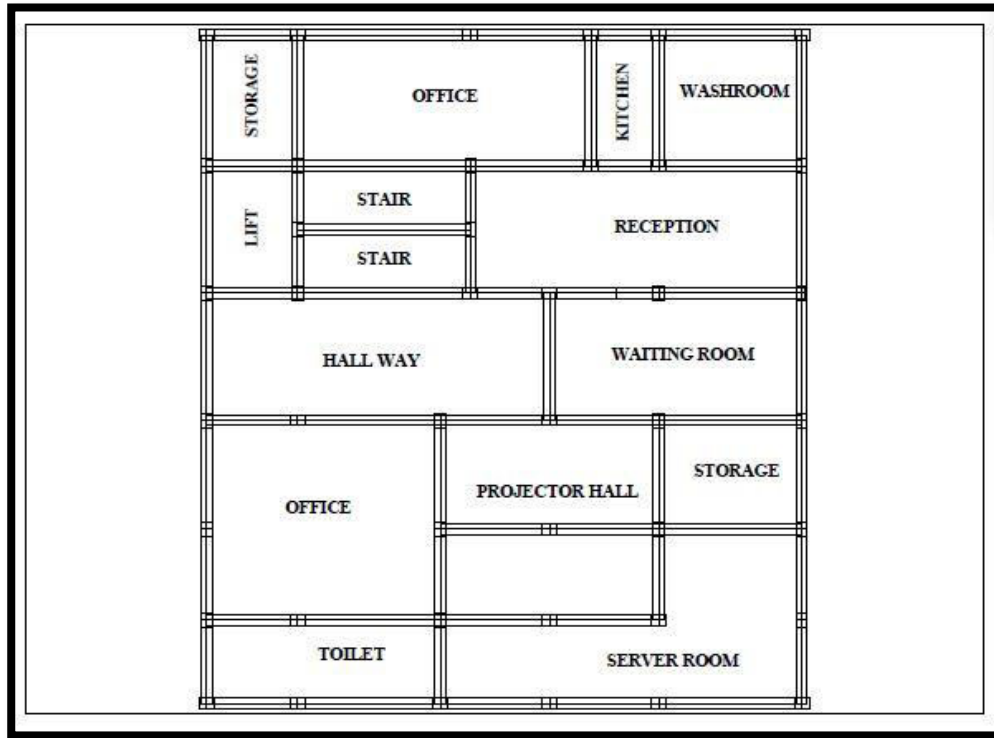 STORAGE
OFFICE
KITCHEN
WASHROOM
LIFT
STAIR
STAIR
RECEPTION
HALL WAY
WAITING ROOM
OFFICE
PROJECTOR HALL
STORAGE
TOILET
SERVER ROOM